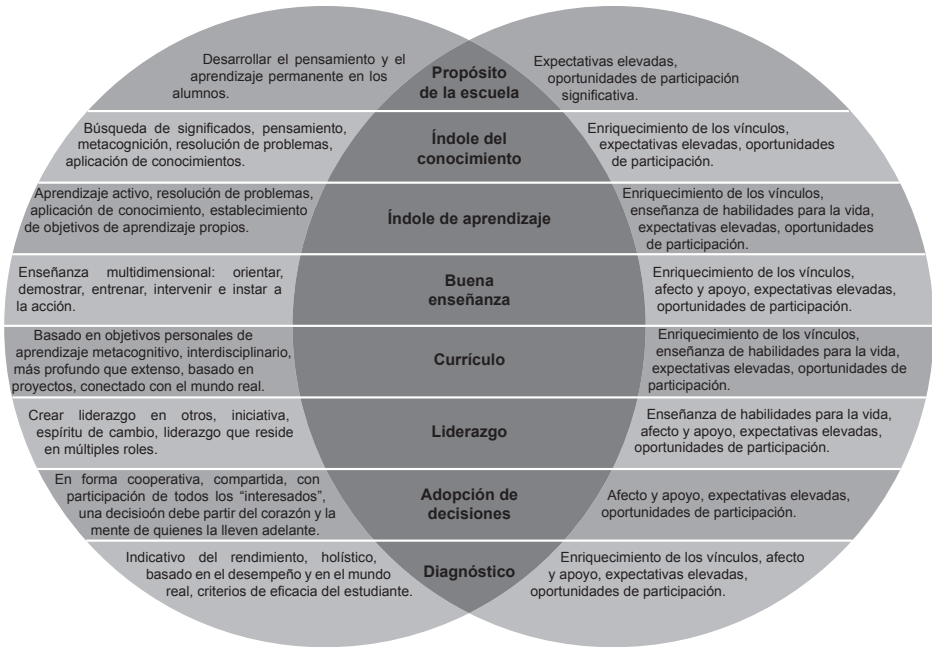 Desarrollar el pensamiento y el
aprendizaje permanente en los
alumnos.
Propósito
de la escuela
Expectativas elevadas,
oportunidades de participación
significativa.
Búsqueda de significados, pensamiento,
metacognición, resolución de problemas,
aplicación de conocimientos.
Índole del
conocimiento
Enriquecimiento de los vínculos,
expectativas elevadas, oportunidades
de participación.
Aprendizaje activo, resolución de problemas,
aplicación de conocimiento, establecimiento
de objetivos de aprendizaje propios.
Índole de aprendizaje
Enriquecimiento de los vínculos,
enseñanza de habilidades para la vida,
expectativas elevadas, oportunidades
de participación.
Enseñanza multidimensional: orientar,
demostrar, entrenar, intervenir e instar a
la acción.
Buena
enseñanza
Enriquecimiento de los vínculos,
afecto y apoyo, expectativas elevadas,
oportunidades de participación.
Basado en objetivos personales de
aprendizaje metacognitivo, interdisciplinario,
más profundo que extenso, basado en
proyectos, conectado con el mundo real.
Currículo
Enriquecimiento de los vínculos,
enseñanza de habilidades para la vida,
expectativas elevadas, oportunidades de
participación.
Crear liderazgo en otros, iniciativa,
espíritu de cambio, liderazgo que reside
en múltiples roles.
Liderazgo
Enseñanza de habilidades para la vida,
afecto y apoyo, expectativas elevadas,
oportunidades de participación.
En forma cooperativa, compartida, con
participación de todos los “interesados”,
una decisióin debe partir del corazón y la
mente de quienes la lleven adelante.
Adopción de
decisiones
Afecto y apoyo, expectativas elevadas,
oportunidades de participación.
Indicativo del rendimiento, holístico,
basado en el desempeño y en el mundo
real, criterios de eficacia del estudiante.
Diagnóstico
Enriquecimiento de los vínculos, afecto
y apoyo, expectativas elevadas,
oportunidades de participación.